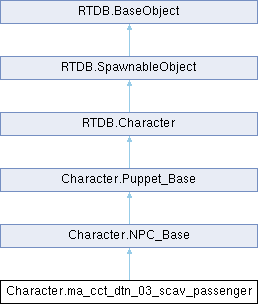 RTDB.BaseObject
RTDB.SpawnableObject
RTDB.Character
Character.Puppet_Base
Character.NPC_Base
Character.ma_cct_dtn_03_scav_passenger